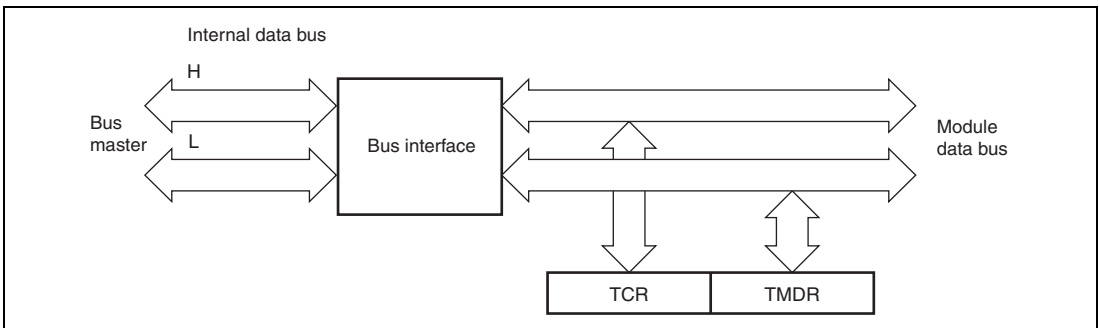 Internal data bus
H
Bus
master
L
Bus interface
Module
data bus
TCR
TMDR